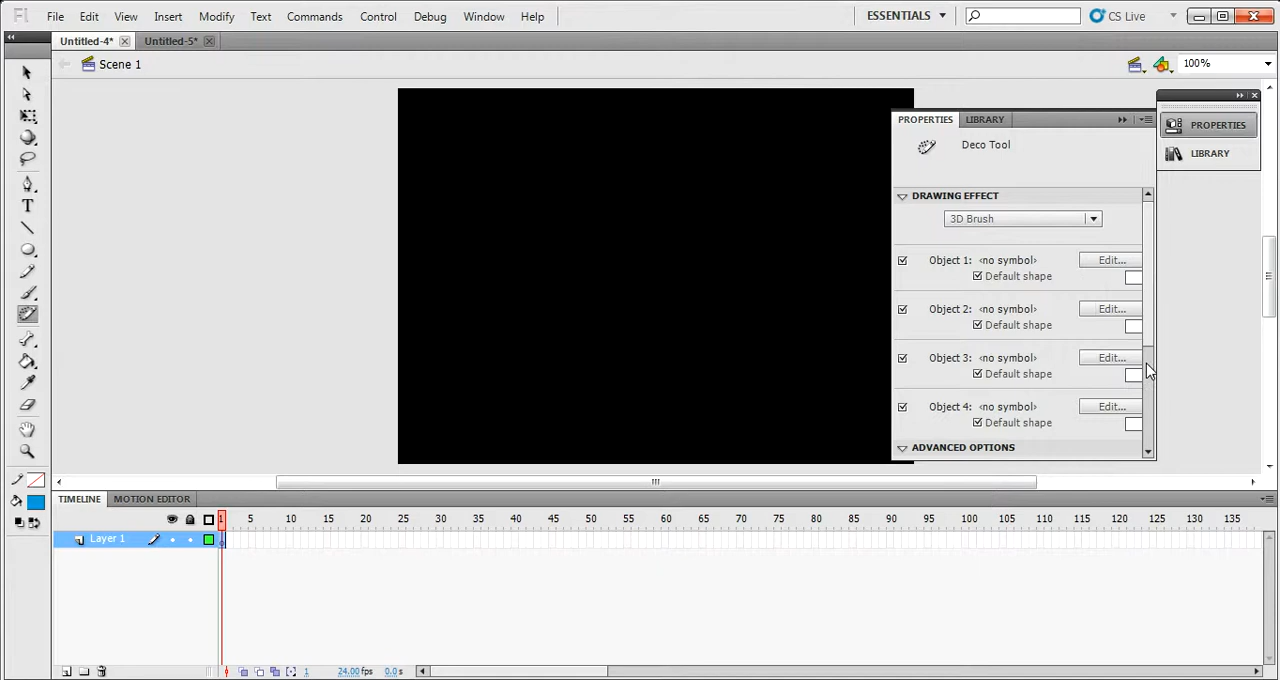 Fl File Edit View Insert Modify Text Commands Control Debug Window Help ESSENTIALS CS Live
Untitled-4* Untitled-5*
Scene 1 100%
PROPERTIES LIBRARY
PROPERTIES
LIBRARY
Deco Tool
DRAWING EFFECT
3D Brush
Object 1: <no symbol> Edit...
Default shape
Object 2: <no symbol> Edit...
Default shape
Object 3: <no symbol> Edit...
Default shape
Object 4: <no symbol> Edit...
Default shape
ADVANCED OPTIONS
TIMELINE MOTION EDITOR
1 5 10 15 20 25 30 35 40 45 50 55 60 65 70 75 80 85 90 95 100 105 110 115 120 125 130 135
Layer 1
1 24.00 fps 0.0 s